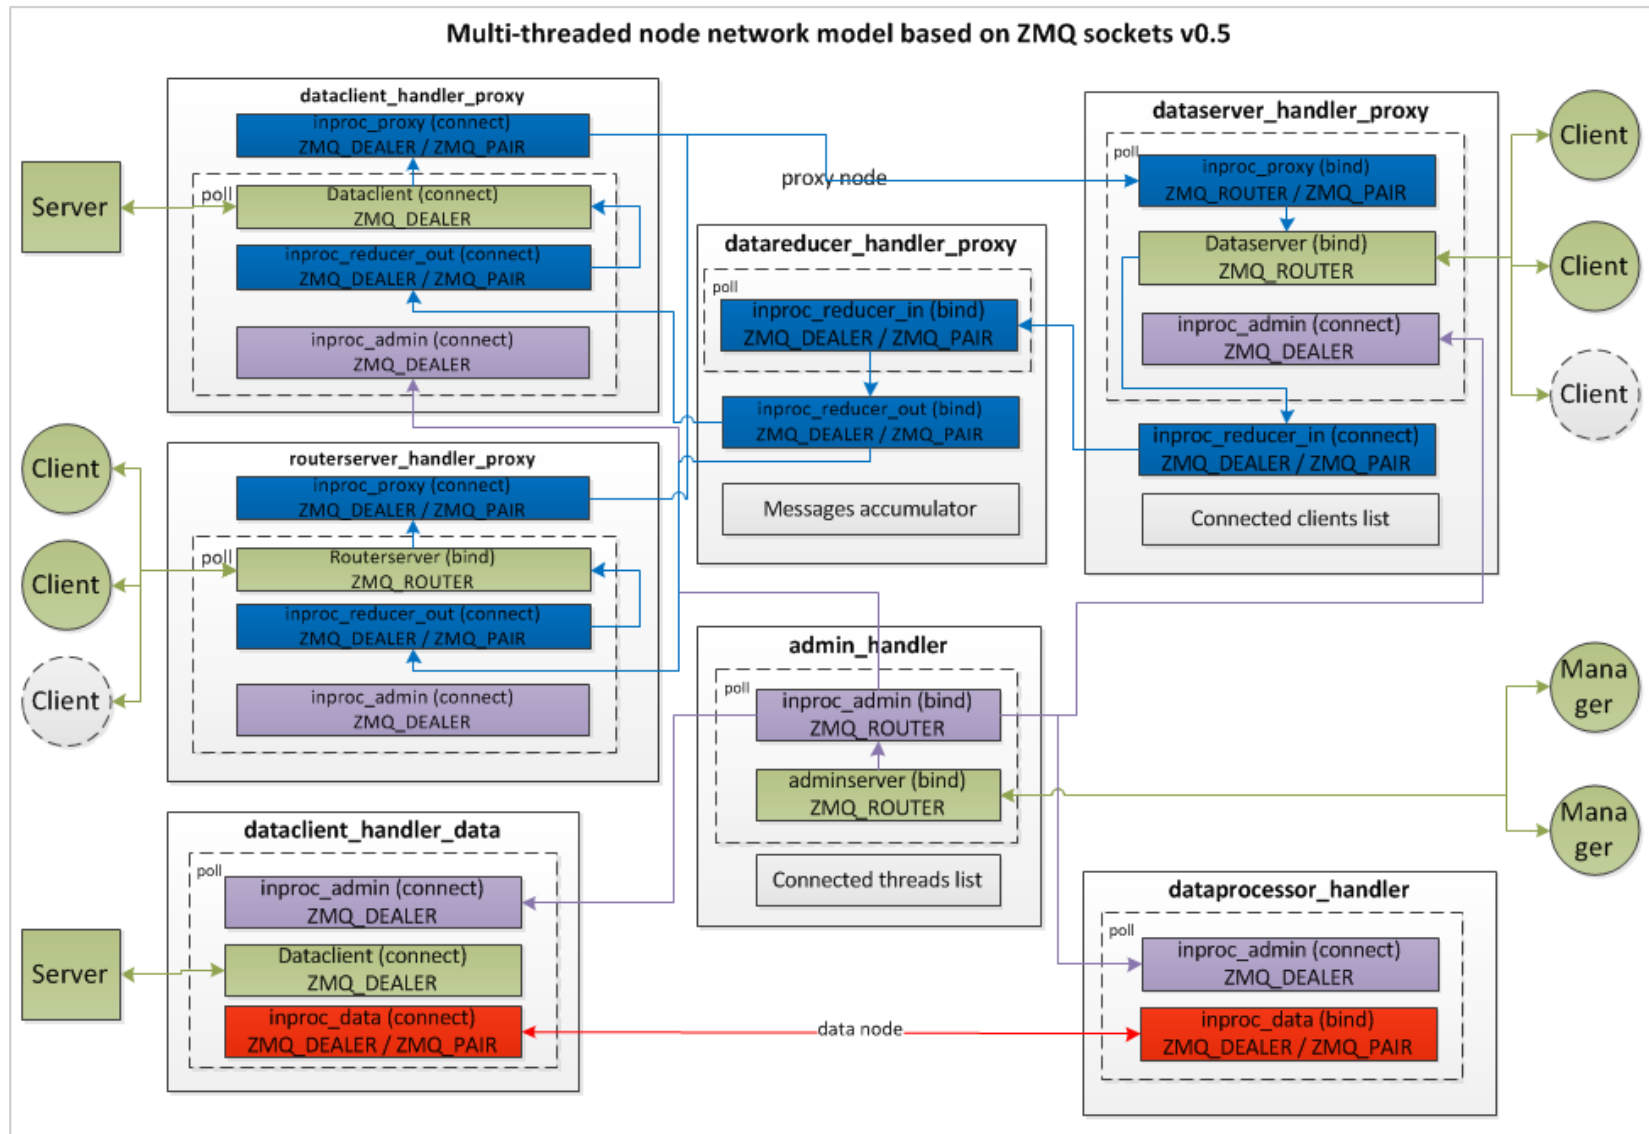 Multi-threaded node network model based on ZMQ sockets v0.5
dataclient_handler_proxy
inproc_proxy (connect)
ZMQ_DEALER / ZMQ_PAIR
poll
Dataclient (connect)
ZMQ_DEALER
inproc_reducer_out (connect)
ZMQ_DEALER / ZMQ_PAIR
inproc_admin (connect)
ZMQ_DEALER
Server
proxy node
dataserver_handler_proxy
poll
inproc_proxy (bind)
ZMQ_ROUTER / ZMQ_PAIR
Dataserver (bind)
ZMQ_ROUTER
inproc_admin (connect)
ZMQ_DEALER
inproc_reducer_in (connect)
ZMQ_DEALER / ZMQ_PAIR
Connected clients list
Client
Client
Client
datareducer_handler_proxy
poll
inproc_reducer_in (bind)
ZMQ_DEALER / ZMQ_PAIR
inproc_reducer_out (bind)
ZMQ_DEALER / ZMQ_PAIR
Messages accumulator
routerserver_handler_proxy
inproc_proxy (connect)
ZMQ_DEALER / ZMQ_PAIR
poll
Routerserver (bind)
ZMQ_ROUTER
inproc_reducer_out (connect)
ZMQ_DEALER / ZMQ_PAIR
inproc_admin (connect)
ZMQ_DEALER
Client
Client
Client
admin_handler
poll
inproc_admin (bind)
ZMQ_ROUTER
adminserver (bind)
ZMQ_ROUTER
Connected threads list
Mana
ger
Mana
ger
dataclient_handler_data
poll
inproc_admin (connect)
ZMQ_DEALER
Dataclient (connect)
ZMQ_DEALER
inproc_data (connect)
ZMQ_DEALER / ZMQ_PAIR
Server
data node
dataprocessor_handler
poll
inproc_admin (connect)
ZMQ_DEALER
inproc_data (bind)
ZMQ_DEALER / ZMQ_PAIR